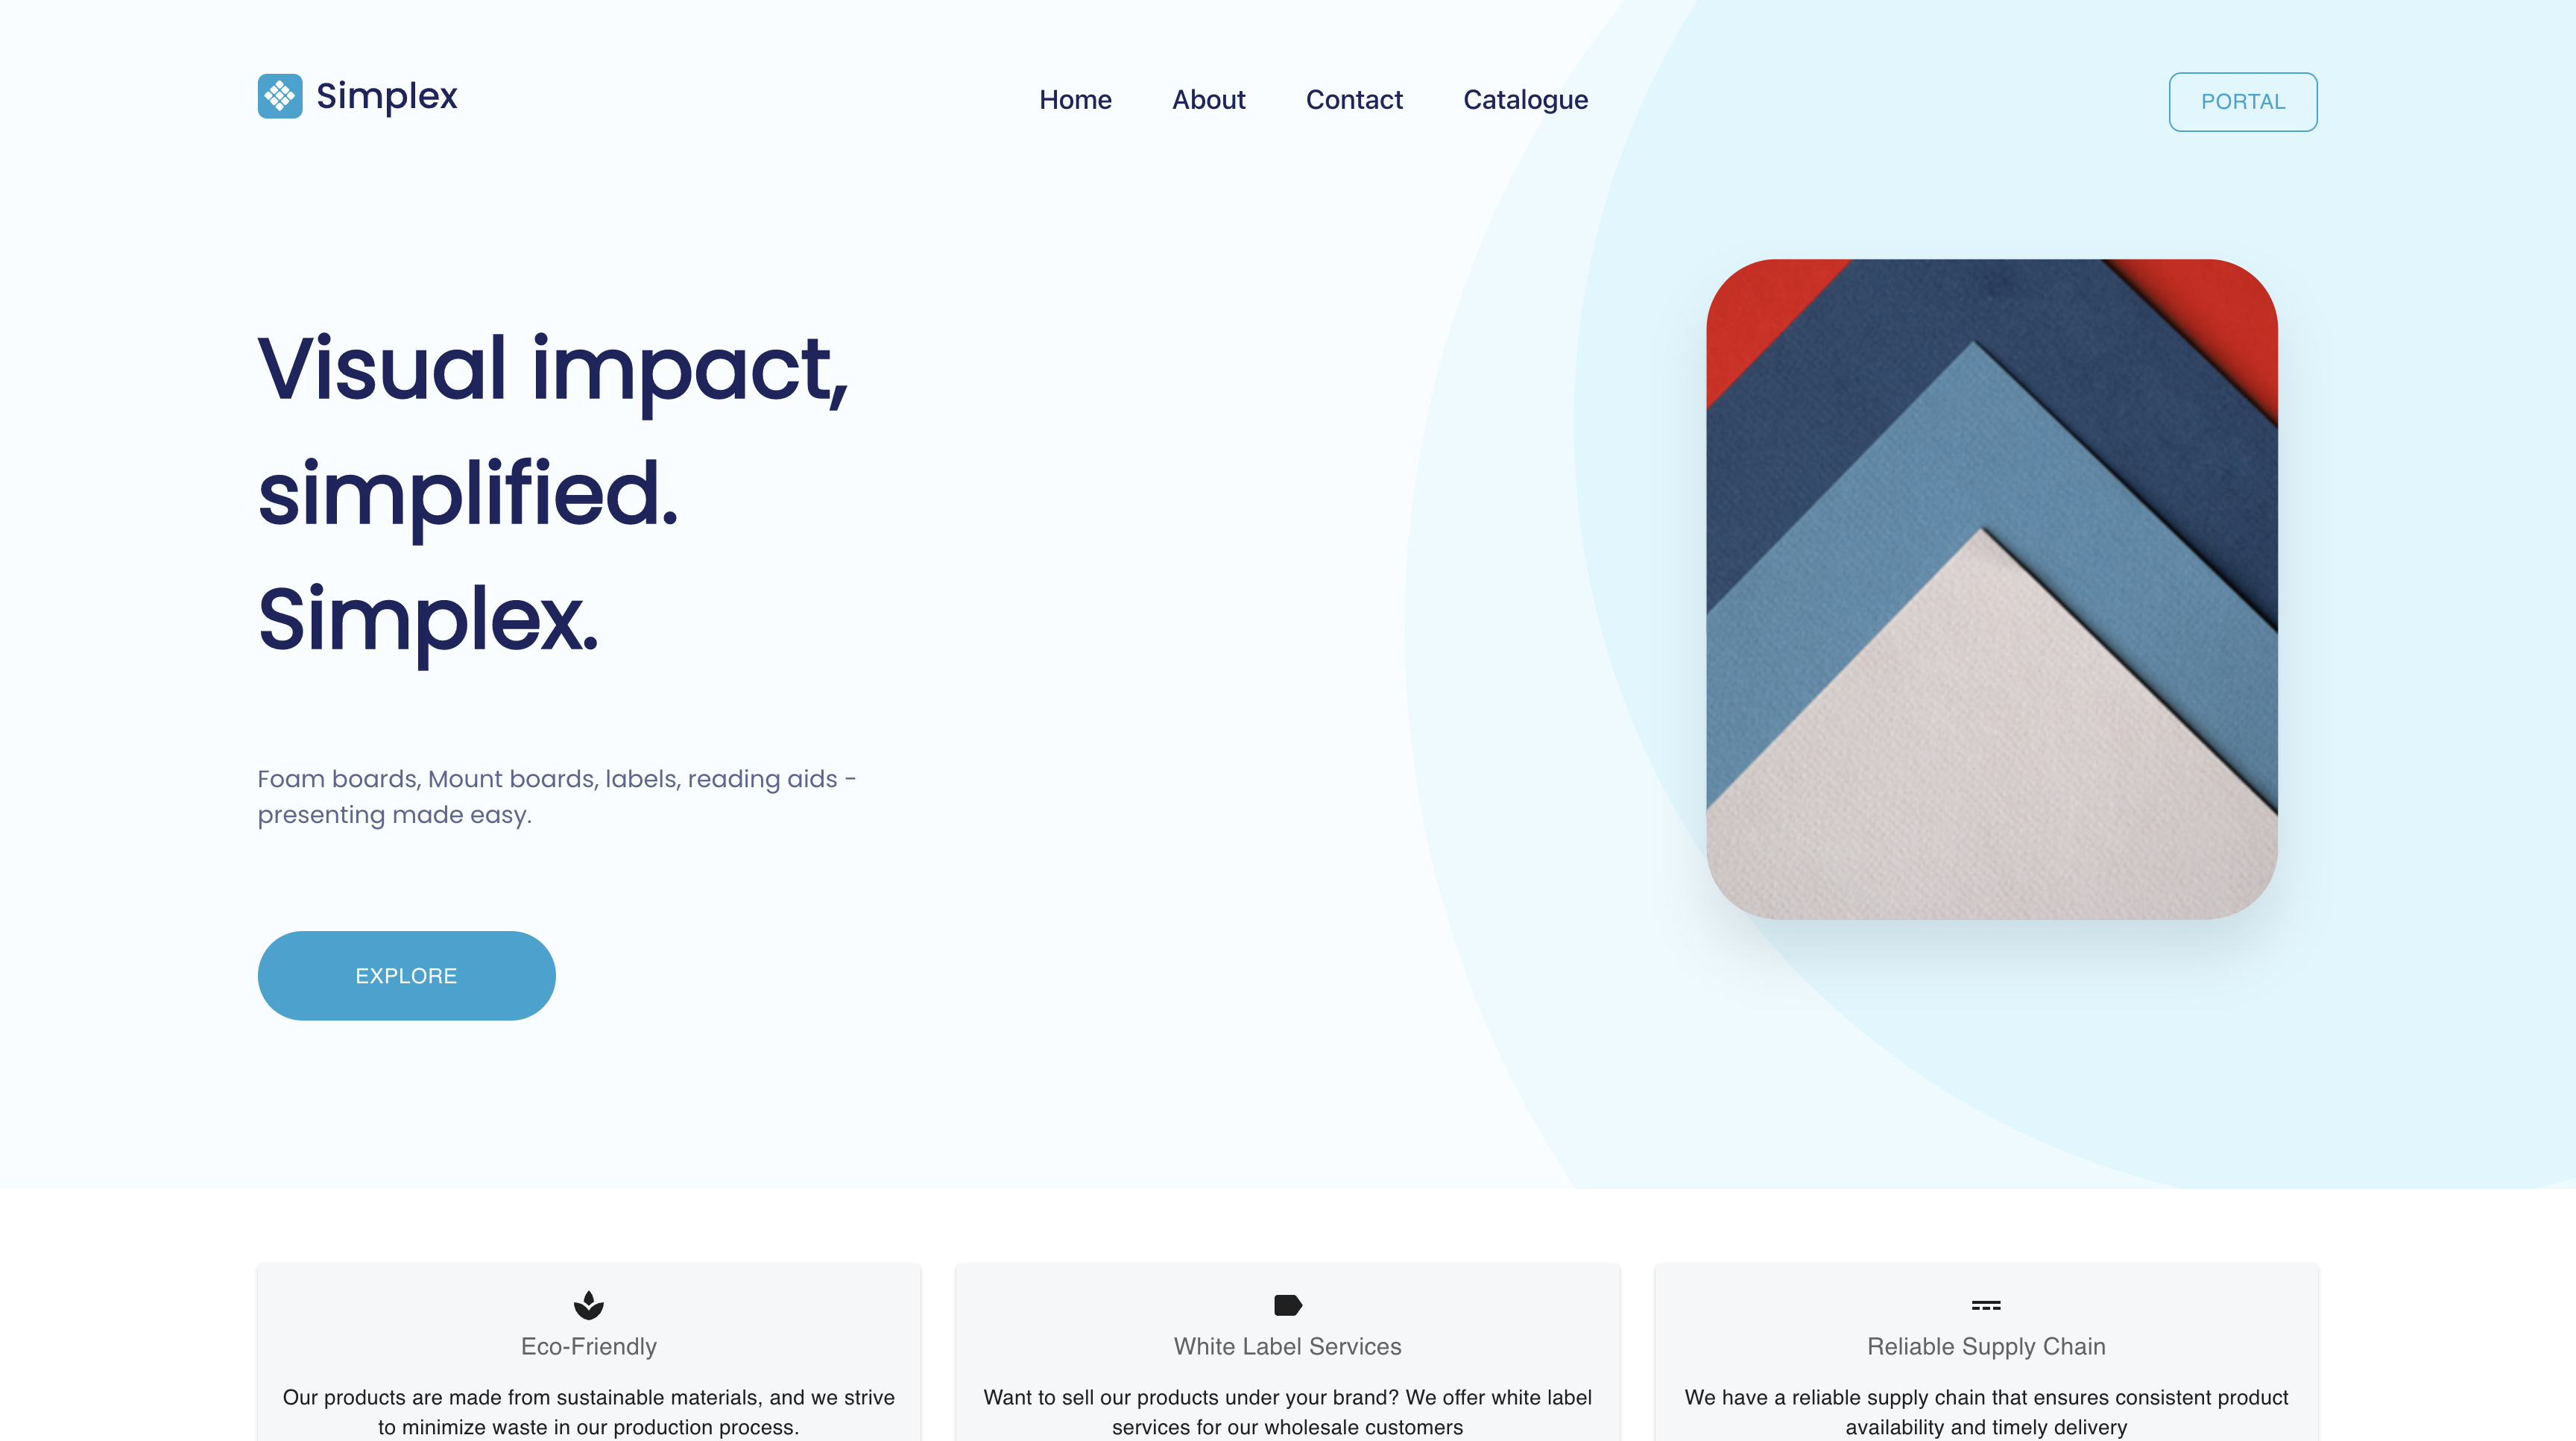 Simplex
Home About Contact Catalogue
PORTAL
Visual impact,
simplified.
Simplex.
Foam boards, Mount boards, labels, reading aids -
presenting made easy.
EXPLORE
Eco-Friendly
Our products are made from sustainable materials, and we strive
to minimize waste in our production process.
White Label Services
Want to sell our products under your brand? We offer white label
services for our wholesale customers
Reliable Supply Chain
We have a reliable supply chain that ensures consistent product
availability and timely delivery